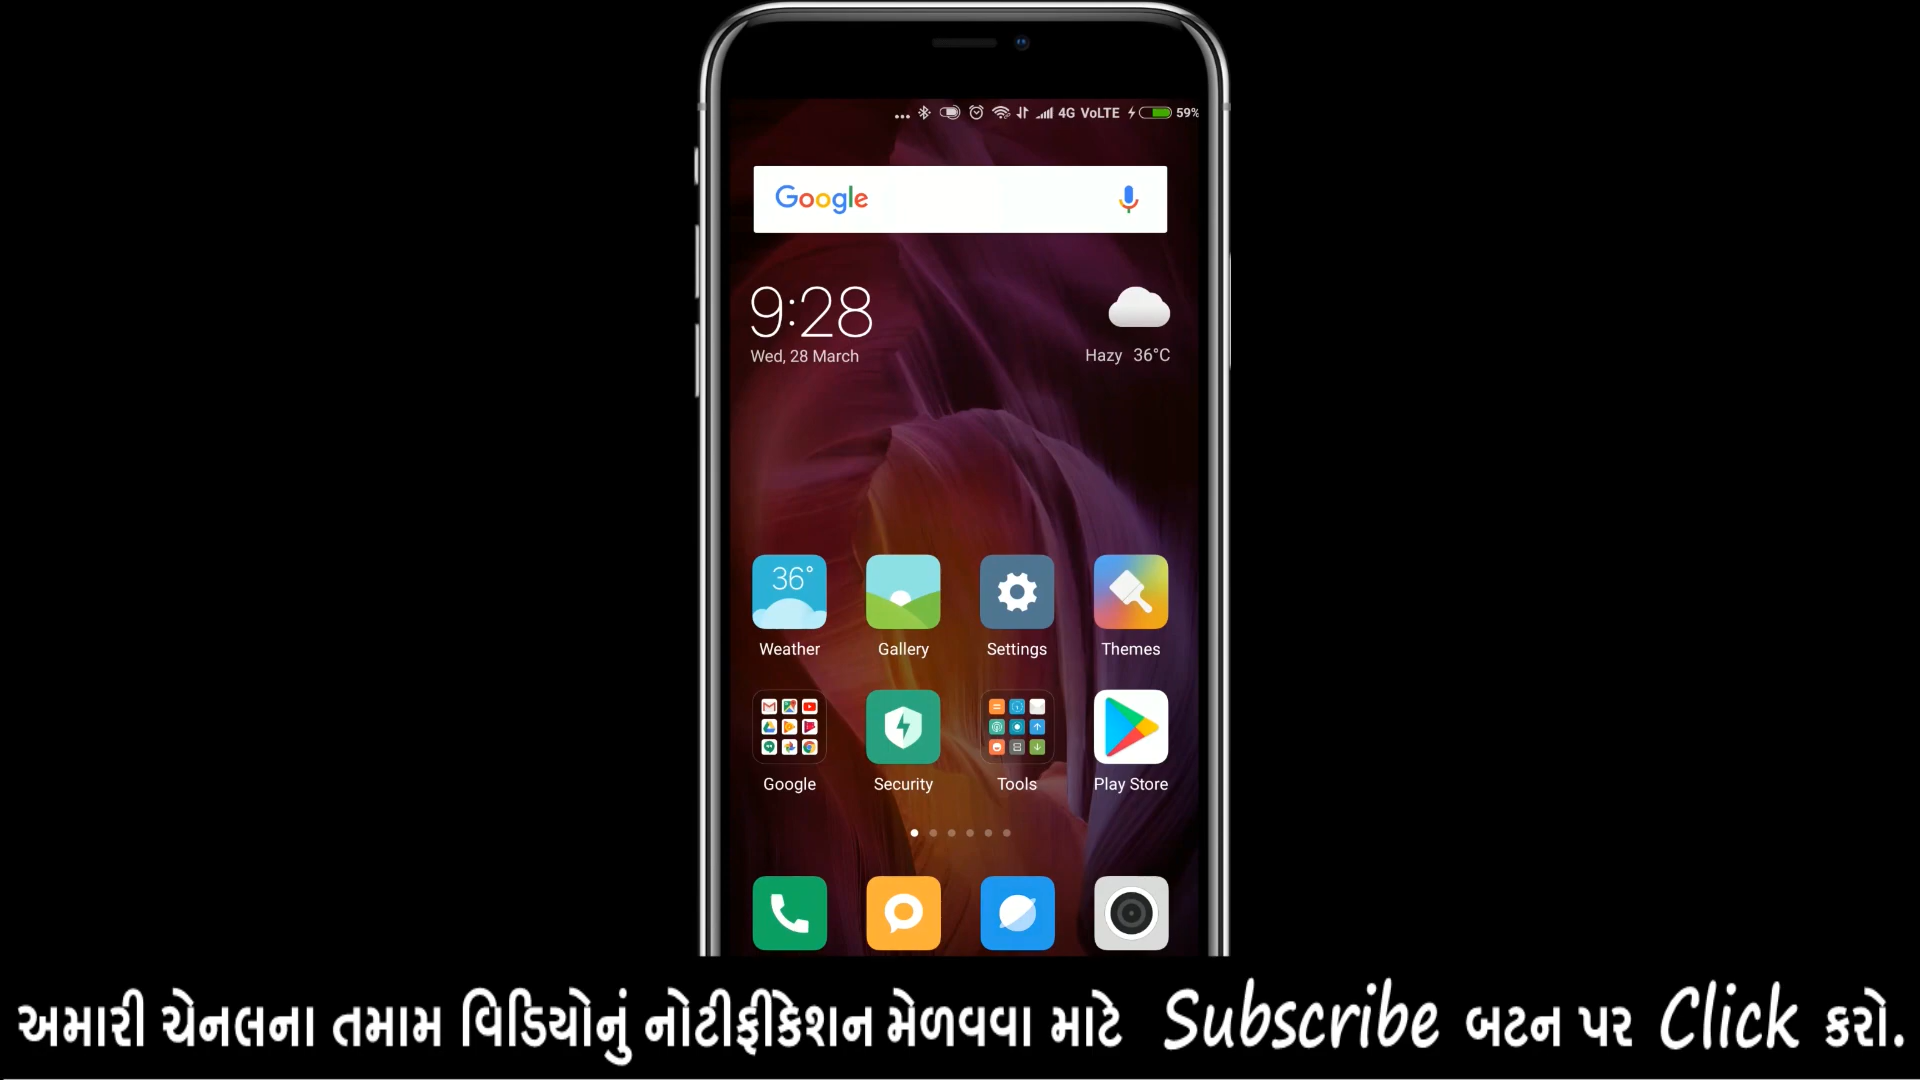 4G VoLTE 59%
Google
9:28
Wed, 28 March
Hazy 36°C
36°
Weather Gallery Settings Themes
Google Security Tools Play Store
અમારી ચેનલના તમામ વિડિયોનું નોટીફીકેશન મેળવવા માટે Subscribe બટન પર Click કરો.